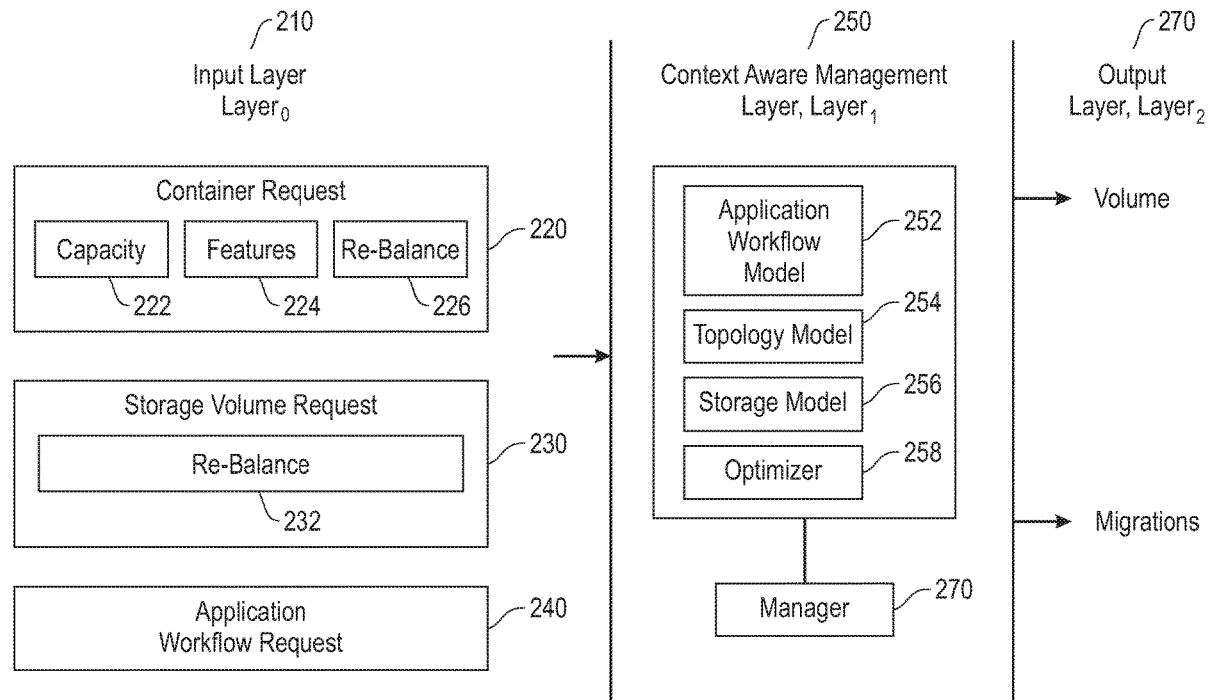 210
Input Layer
Layer0
Container Request
Capacity
Features
Re-Balance
220
222
224
226
Storage Volume Request
Re-Balance
230
232
Application
Workflow Request
240
250
Context Aware Management
Layer, Layer1
Application
Workflow
Model
252
254
Topology Model
256
Storage Model
258
Optimizer
Manager
270
270
Output
Layer, Layer2
Volume
Migrations